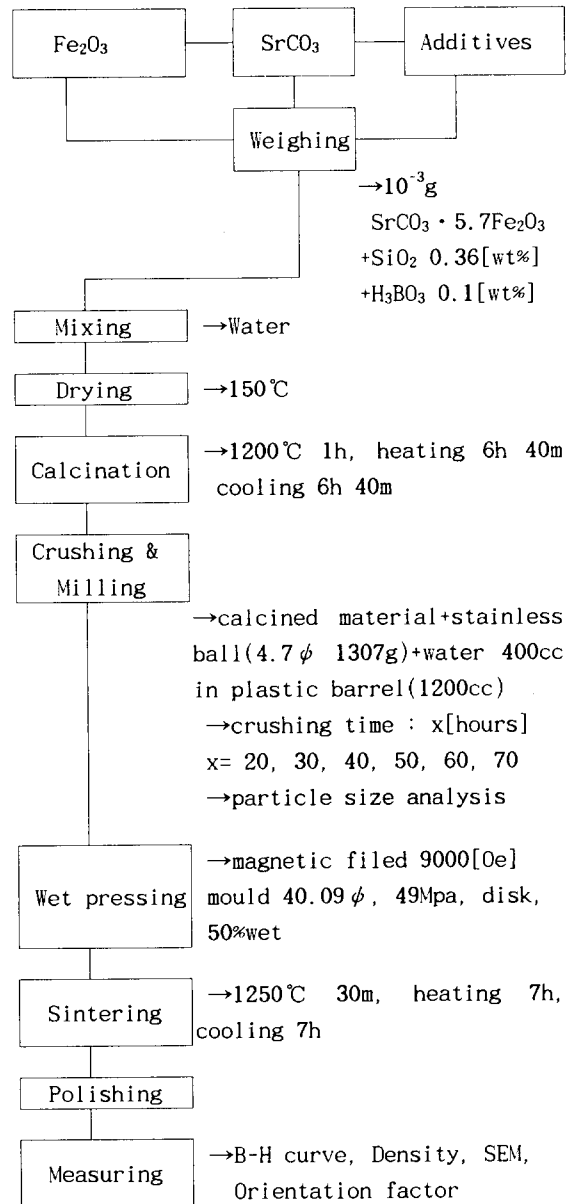 Fe₂O₃ SrCO₃ Additives
Weighing
→10⁻³g
SrCO₃・5.7Fe₂O₃
+SiO₂ 0.36[wt%]
+H₃BO₃ 0.1[wt%]
Mixing →Water
Drying →150℃
Calcination →1200℃ 1h, heating 6h 40m
cooling 6h 40m
Crushing &
Milling
→calcined material+stainless
ball(4.7φ 1307g)+water 400cc
in plastic barrel(1200cc)
→crushing time : x[hours]
x= 20, 30, 40, 50, 60, 70
→particle size analysis
Wet pressing →magnetic filed 9000[Oe]
mould 40.09φ, 49Mpa, disk,
50%wet
Sintering →1250℃ 30m, heating 7h,
cooling 7h
Polishing
Measuring →B-H curve, Density, SEM,
Orientation factor